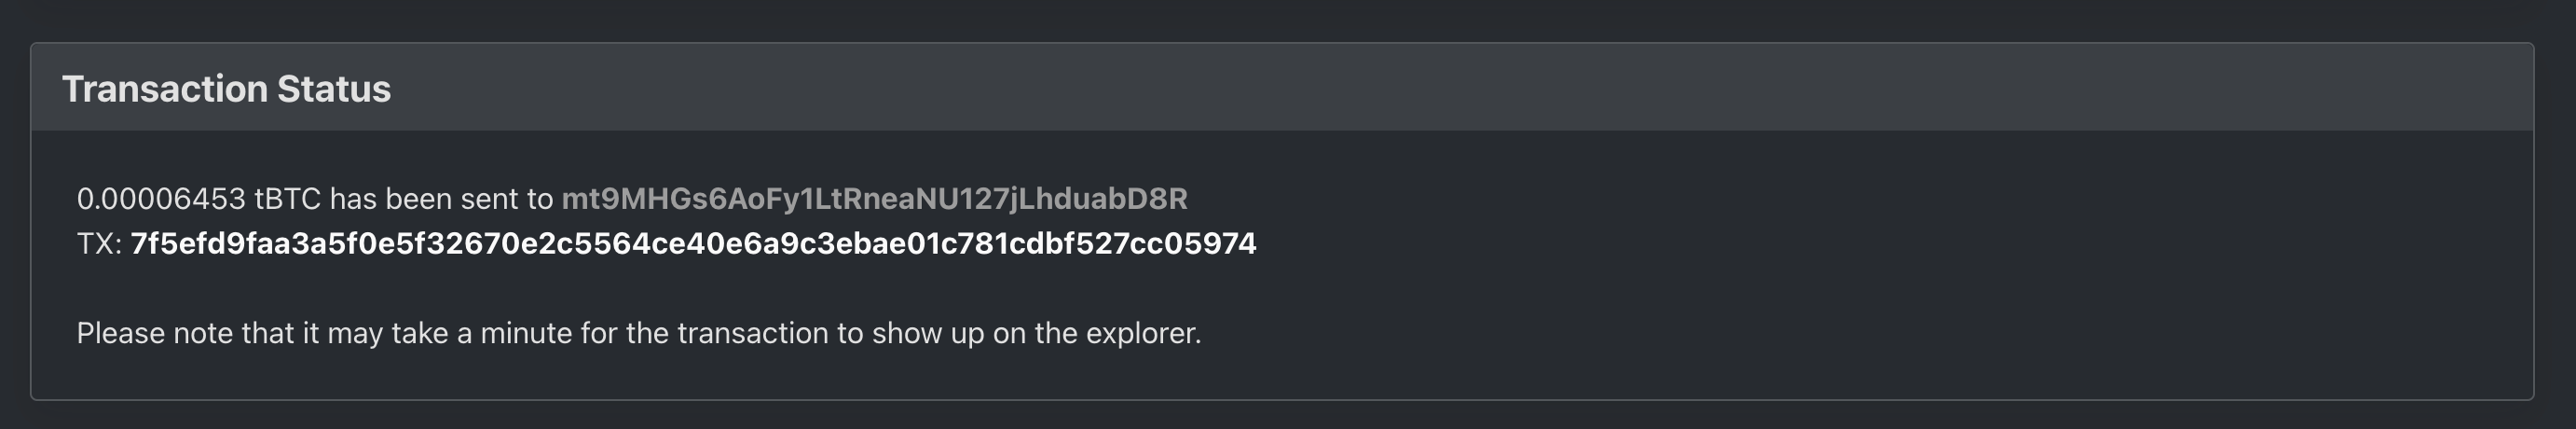 Transaction Status
0.00006453 tBTC has been sent to mt9MHGs6AoFy1LtRneaNU127jLhduabD8R
TX: 7f5efd9faa3a5f0e5f32670e2c5564ce40e6a9c3ebae01c781cdbf527cc05974
Please note that it may take a minute for the transaction to show up on the explorer.